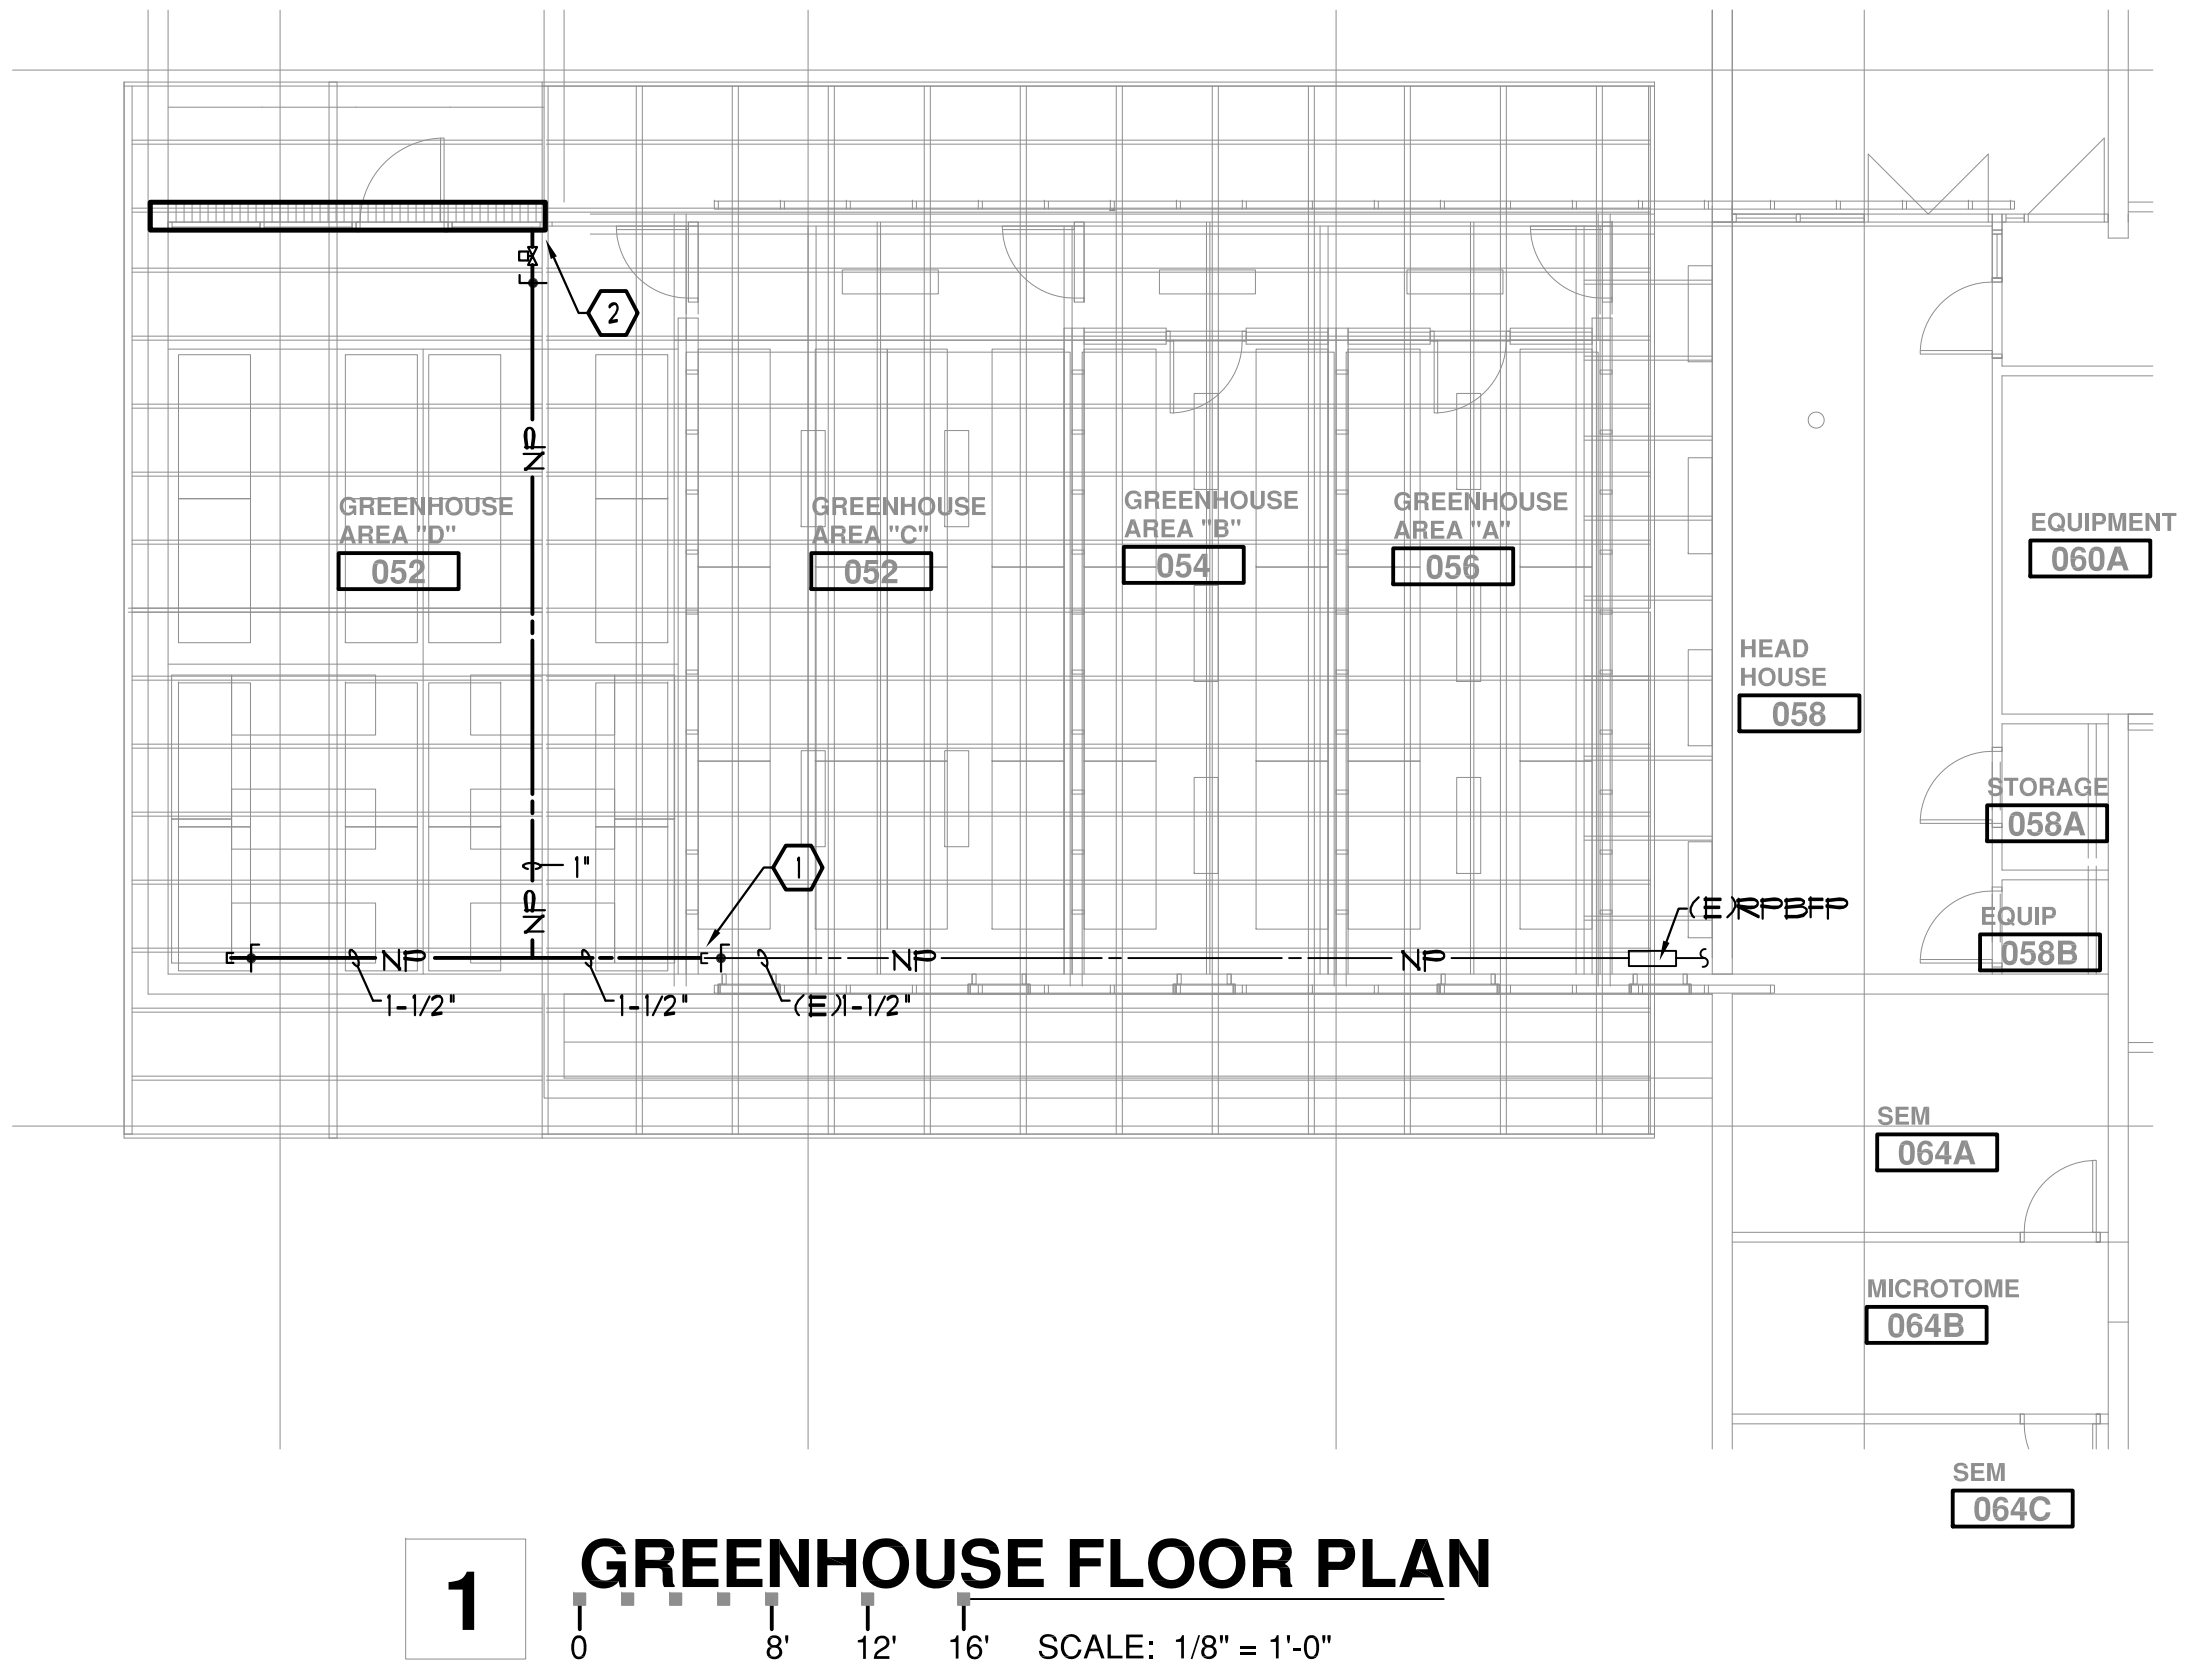 2
NP
GREENHOUSE
AREA "D"
052
GREENHOUSE
AREA "C"
052
GREENHOUSE
AREA "B"
054
GREENHOUSE
AREA "A"
056
EQUIPMENT
060A
HEAD
HOUSE
058
STORAGE
058A
1"
1
NP
(E)RPBFP
EQUIP
058B
NP
NP
NP
1-1/2"
1-1/2"
(E)1-1/2"
SEM
064A
MICROTOME
064B
SEM
064C
1
GREENHOUSE FLOOR PLAN
0 8' 12' 16' SCALE: 1/8" = 1'-0"